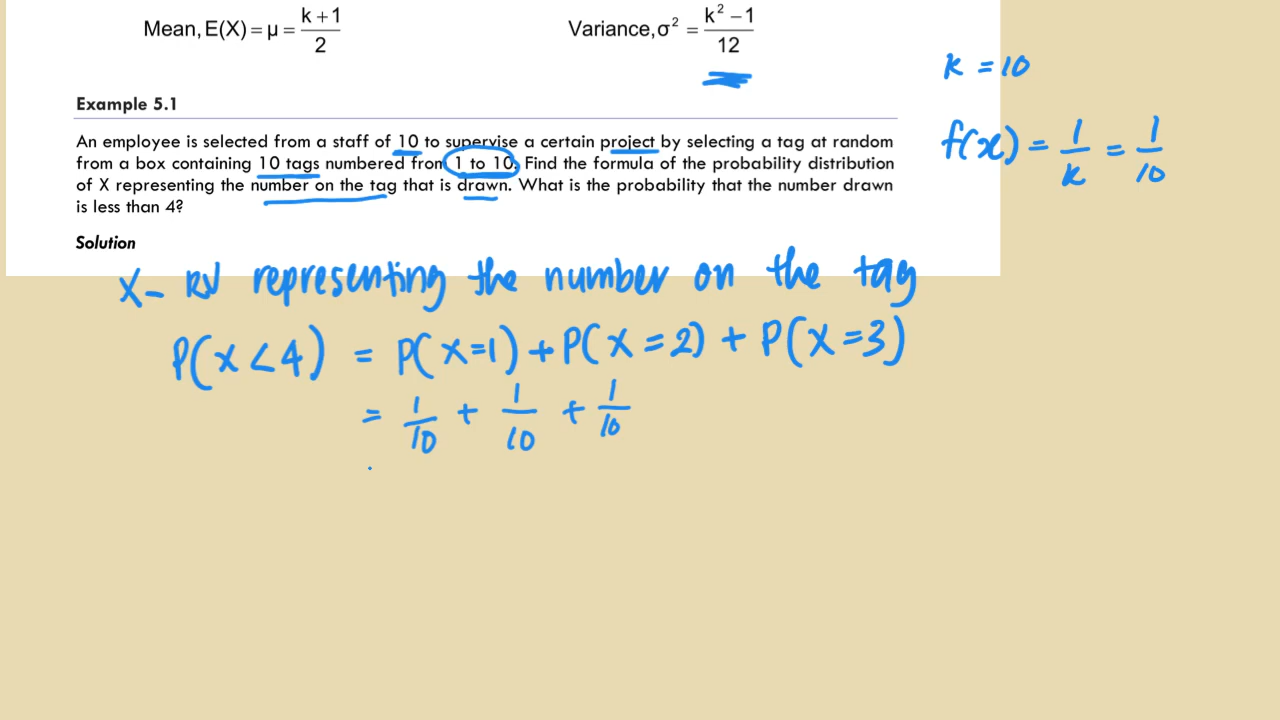 Mean, E(X) = μ = k + 1 / 2    Variance, σ² = k² − 1 / 12
k = 10
Example 5.1
f(x) = 1/k = 1/10
An employee is selected from a staff of 10 to supervise a certain project by selecting a tag at random
from a box containing 10 tags numbered from 1 to 10. Find the formula of the probability distribution
of X representing the number on the tag that is drawn. What is the probability that the number drawn
is less than 4?
Solution
X – RV representing the number on the tag
P(X < 4) = P(X = 1) + P(X = 2) + P(X = 3)
= 1/10 + 1/10 + 1/10